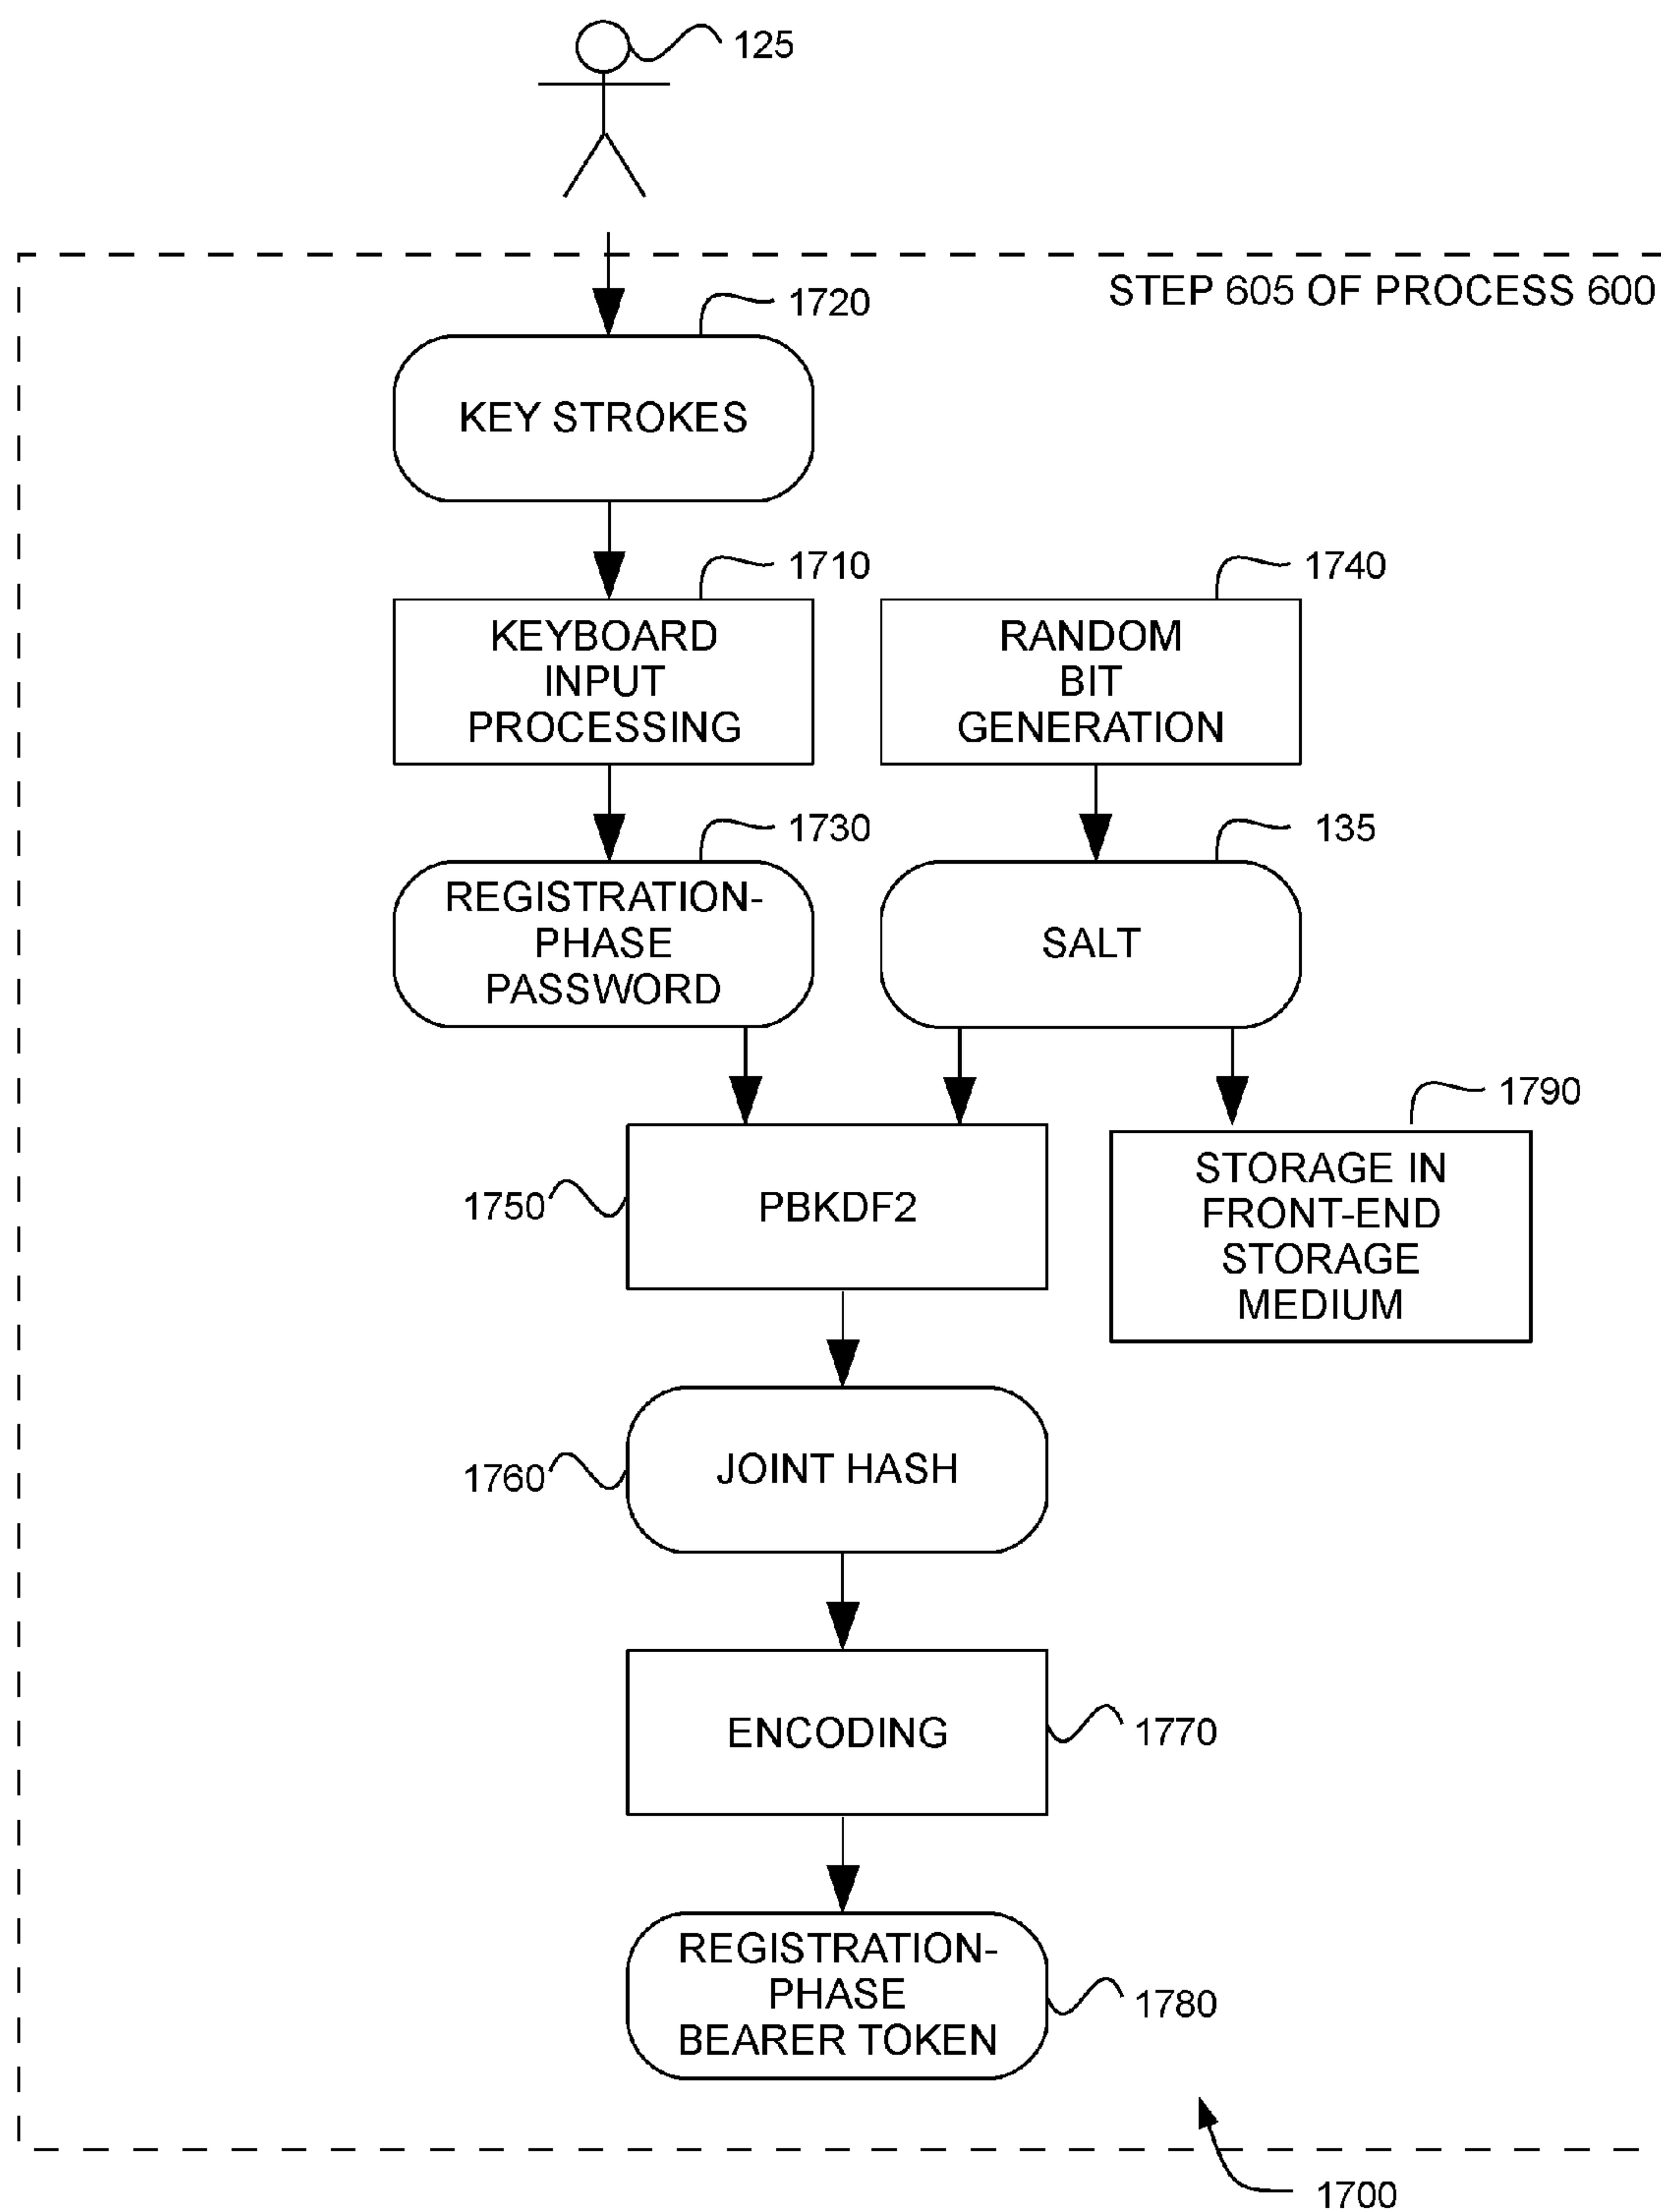 125
STEP 605 OF PROCESS 600
1720
KEY STROKES
1710
KEYBOARD
INPUT
PROCESSING
1740
RANDOM
BIT
GENERATION
1730
REGISTRATION-
PHASE
PASSWORD
135
SALT
1750
PBKDF2
1790
STORAGE IN
FRONT-END
STORAGE
MEDIUM
1760
JOINT HASH
ENCODING
1770
REGISTRATION-
PHASE
BEARER TOKEN
1780
1700